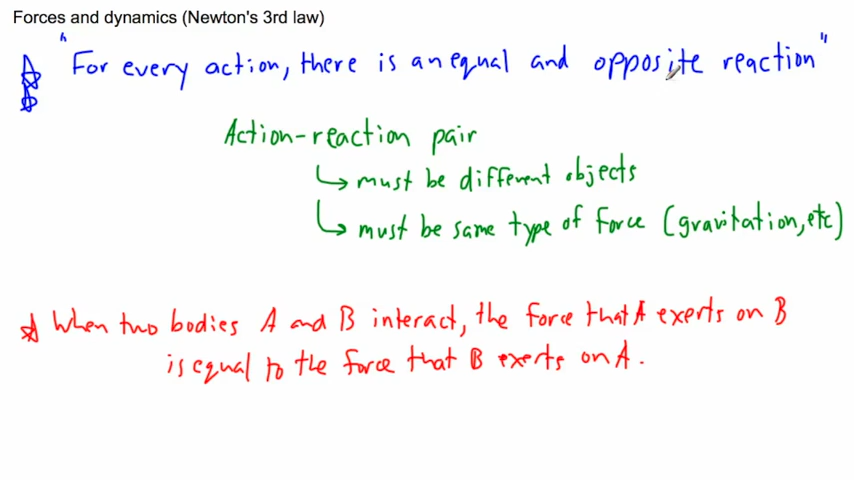 Forces and dynamics (Newton's 3rd law)
"For every action, there is an equal and opposite reaction"
Action-reaction pair
↳ must be different objects
↳ must be same type of force (gravitation, etc)
☆ When two bodies A and B interact, the force that A exerts on B
is equal to the force that B exerts on A.